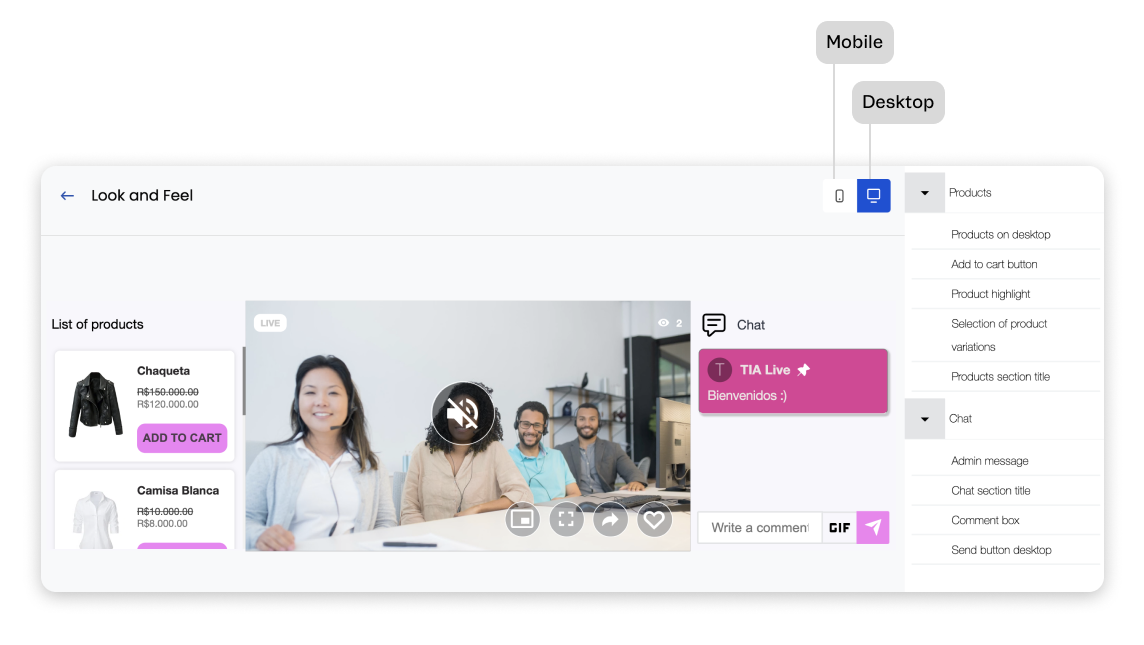 Mobile
Desktop
Look and Feel
List of products
Chaqueta
R$150.000.00
R$120.000.00
ADD TO CART
Camisa Blanca
R$10.000.00
R$8.000.00
LIVE
2
Chat
T
TIA Live
Bienvenidos :)
Write a comment
GIF
Products
Products on desktop
Add to cart button
Product highlight
Selection of product
variations
Products section title
Chat
Admin message
Chat section title
Comment box
Send button desktop